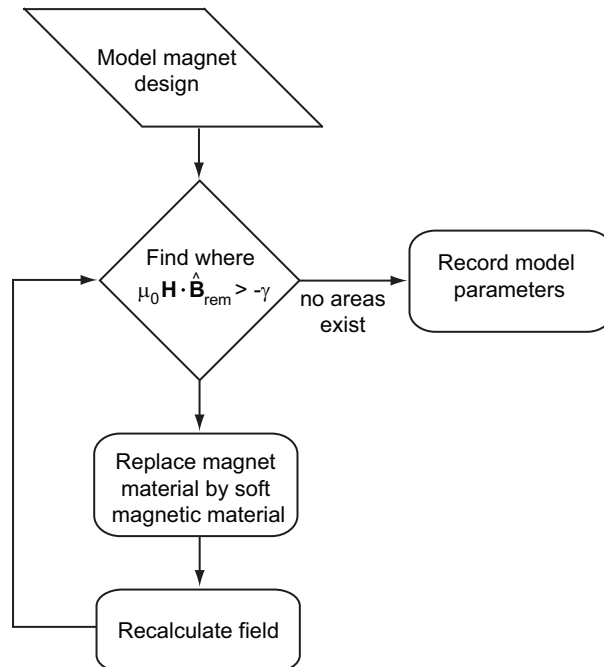 Model magnet
design
Find where
μ₀H · B̂rem > -γ
no areas
exist
Record model
parameters
Replace magnet
material by soft
magnetic material
Recalculate field